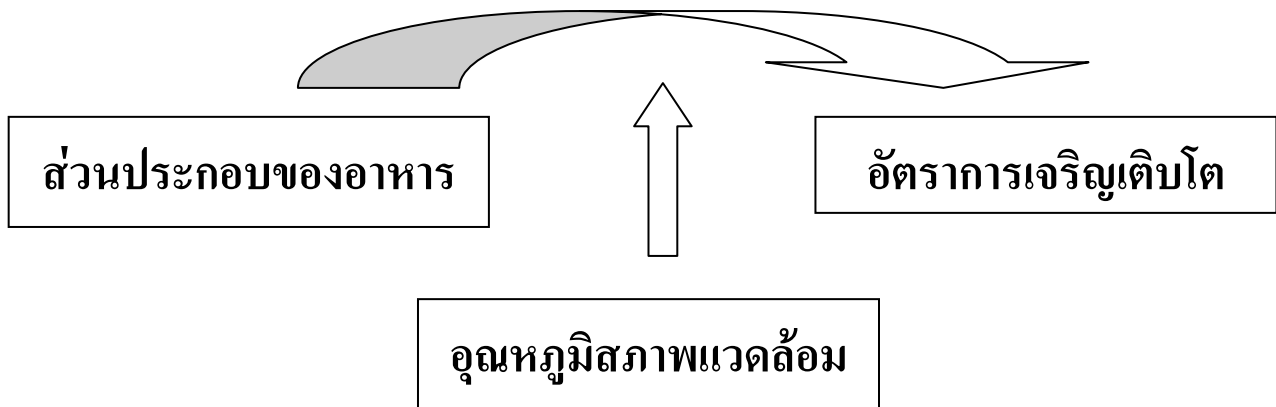 ส่วนประกอบของอาหาร
อัตราการเจริญเติบโต
อุณหภูมิสภาพแวดล้อม